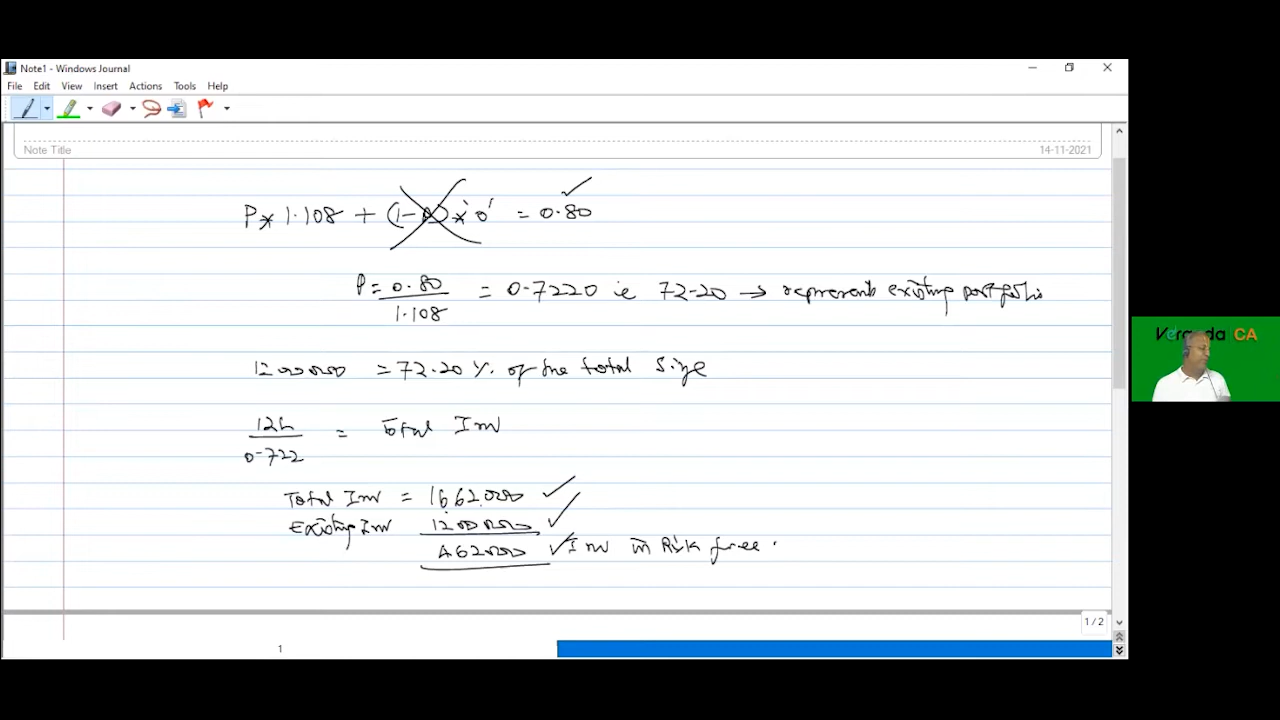 Note1 - Windows Journal
File Edit View Insert Actions Tools Help
Note Title
14-11-2021
P * 1.108 + (1-P) * 0 = 0.80
P = 0.80 / 1.108 = 0.7220 ie 72.20 → represents existing portfolio
1200000 = 72.20 % of the total size
12L / 0.722 = Total Inv
Total Inv = 1662000
Existing Inv 1200000
462000 Inv in Risk free
1 / 2
1
Veranda CA